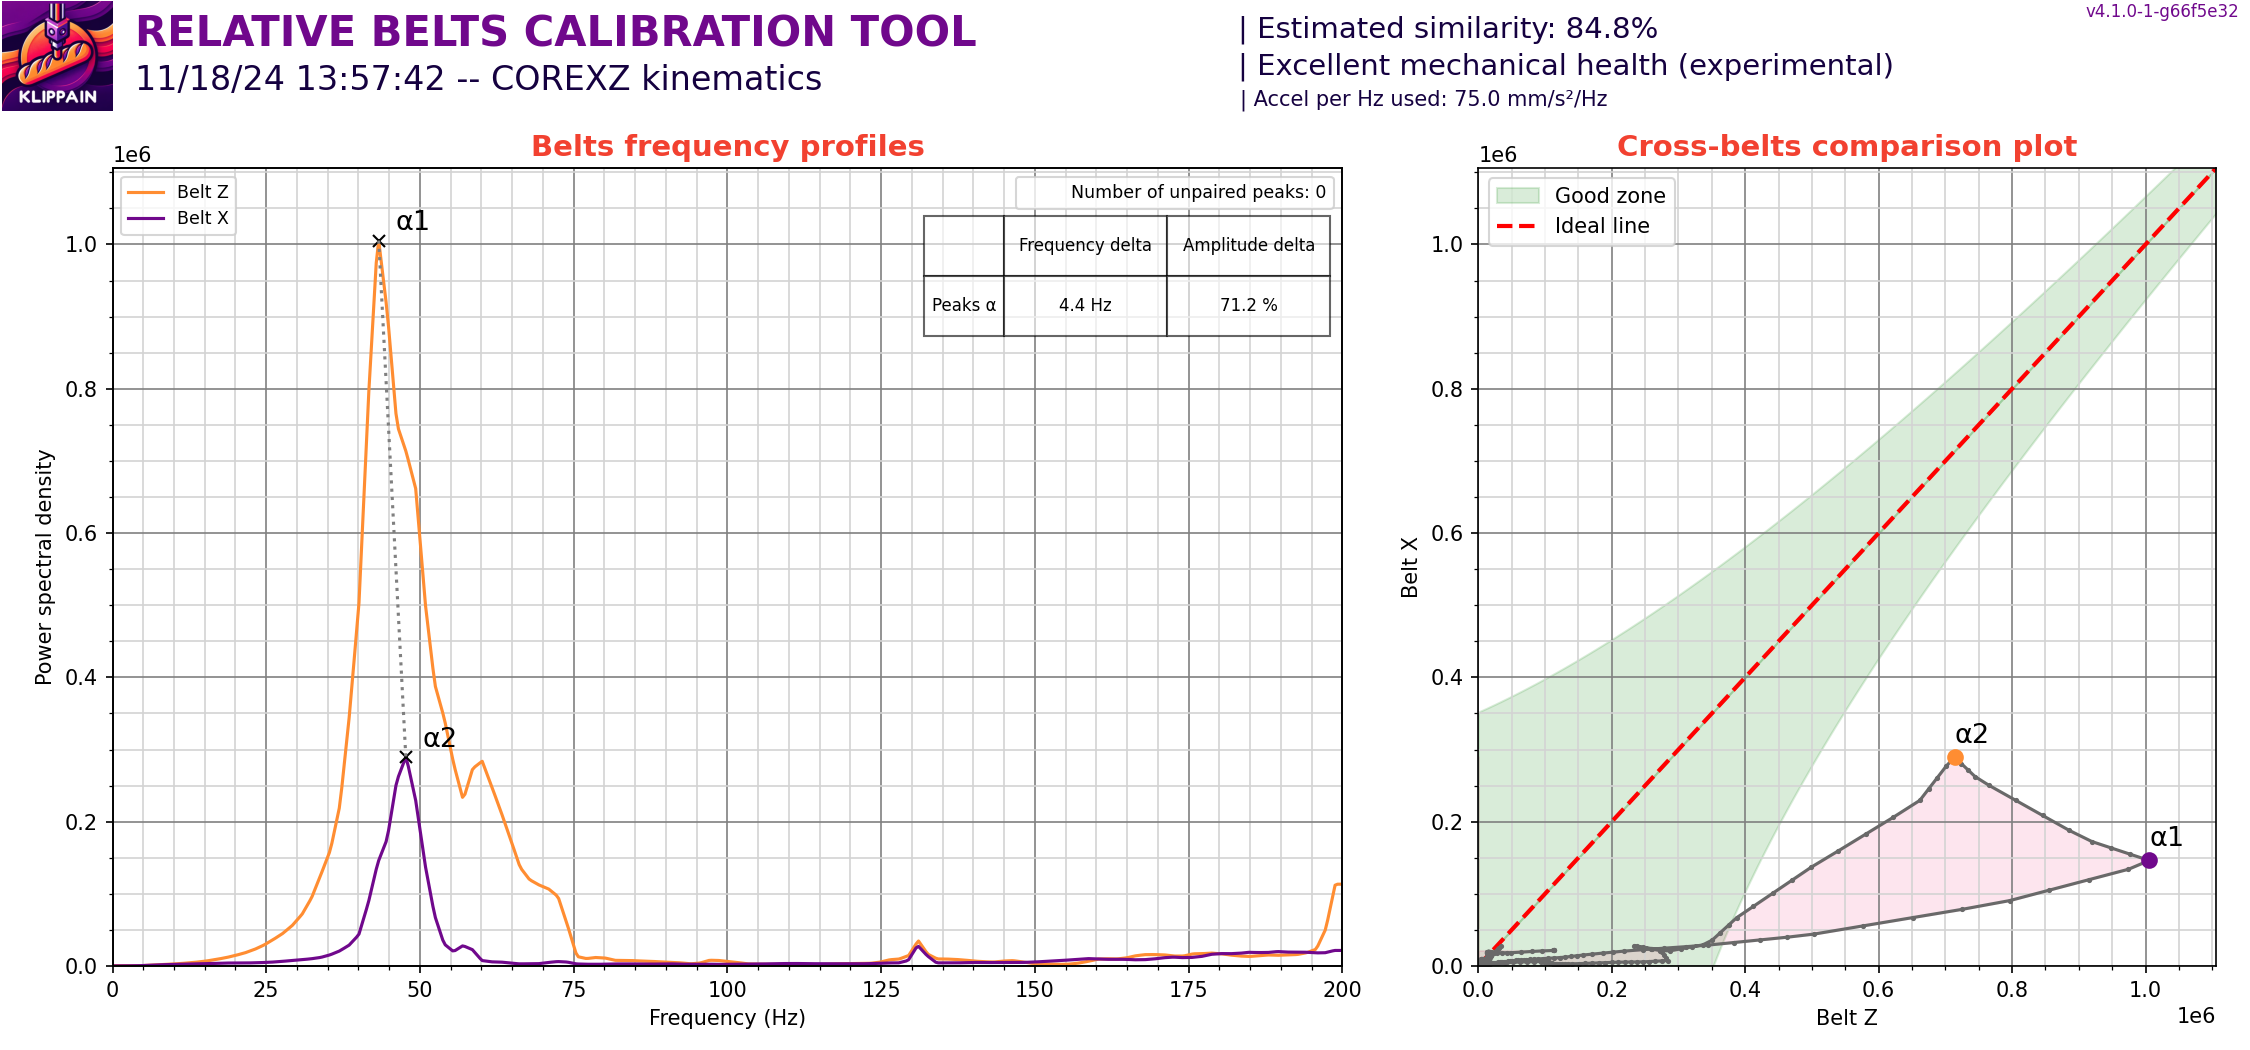 KLIPPAIN
RELATIVE BELTS CALIBRATION TOOL
11/18/24 13:57:42 -- COREXZ kinematics
| Estimated similarity: 84.8%
| Excellent mechanical health (experimental)
| Accel per Hz used: 75.0 mm/s²/Hz
v4.1.0-1-g66f5e32
Belts frequency profiles
1e6
Belt Z
Belt X
Number of unpaired peaks: 0
Frequency delta Amplitude delta
Peaks α 4.4 Hz 71.2 %
α1
α2
Power spectral density
1.0
0.8
0.6
0.4
0.2
0.0
0 25 50 75 100 125 150 175 200
Frequency (Hz)
Cross-belts comparison plot
1e6
Good zone
Ideal line
α2
α1
Belt X
1.0
0.8
0.6
0.4
0.2
0.0
0.0 0.2 0.4 0.6 0.8 1.0
Belt Z
1e6